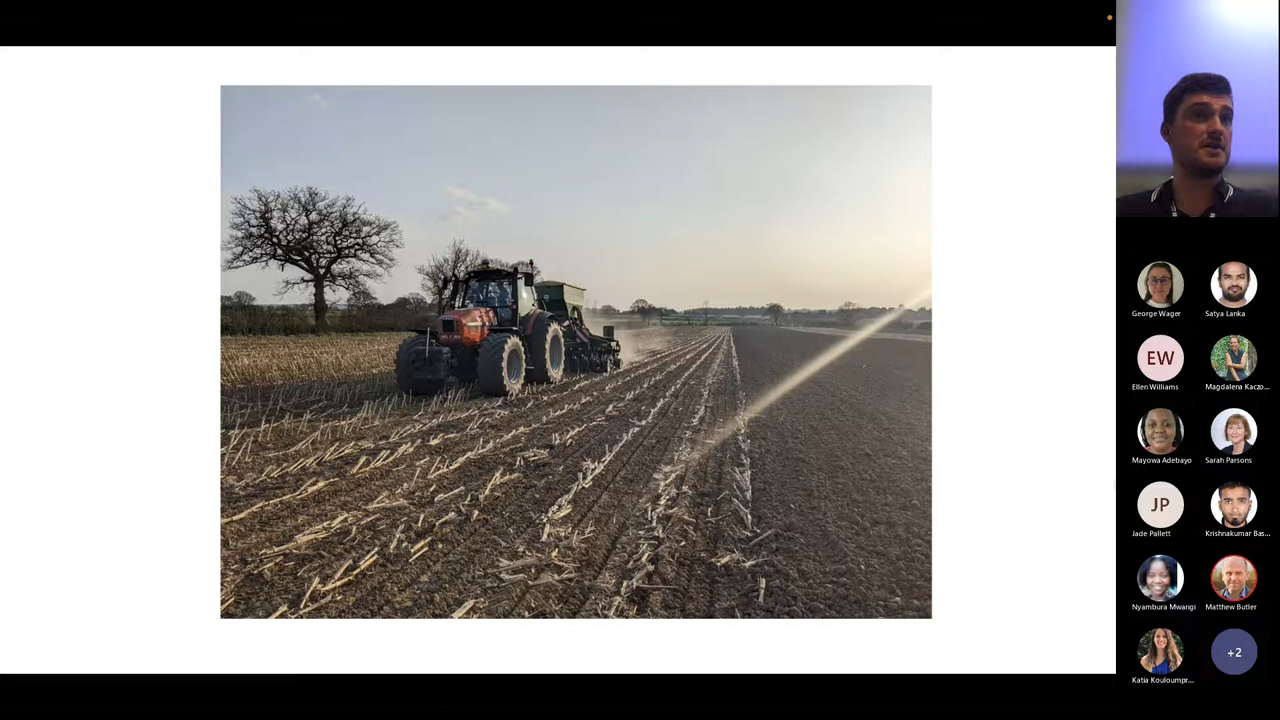 George Wager
Satya Lanka
EW
Ellen Williams
Magdalena Kaczo...
Mayowa Adebayo
Sarah Parsons
JP
Jade Pallett
Krishnakumar Bas...
Nyambura Mwangi
Matthew Butler
Katia Kouloumpr...
+2